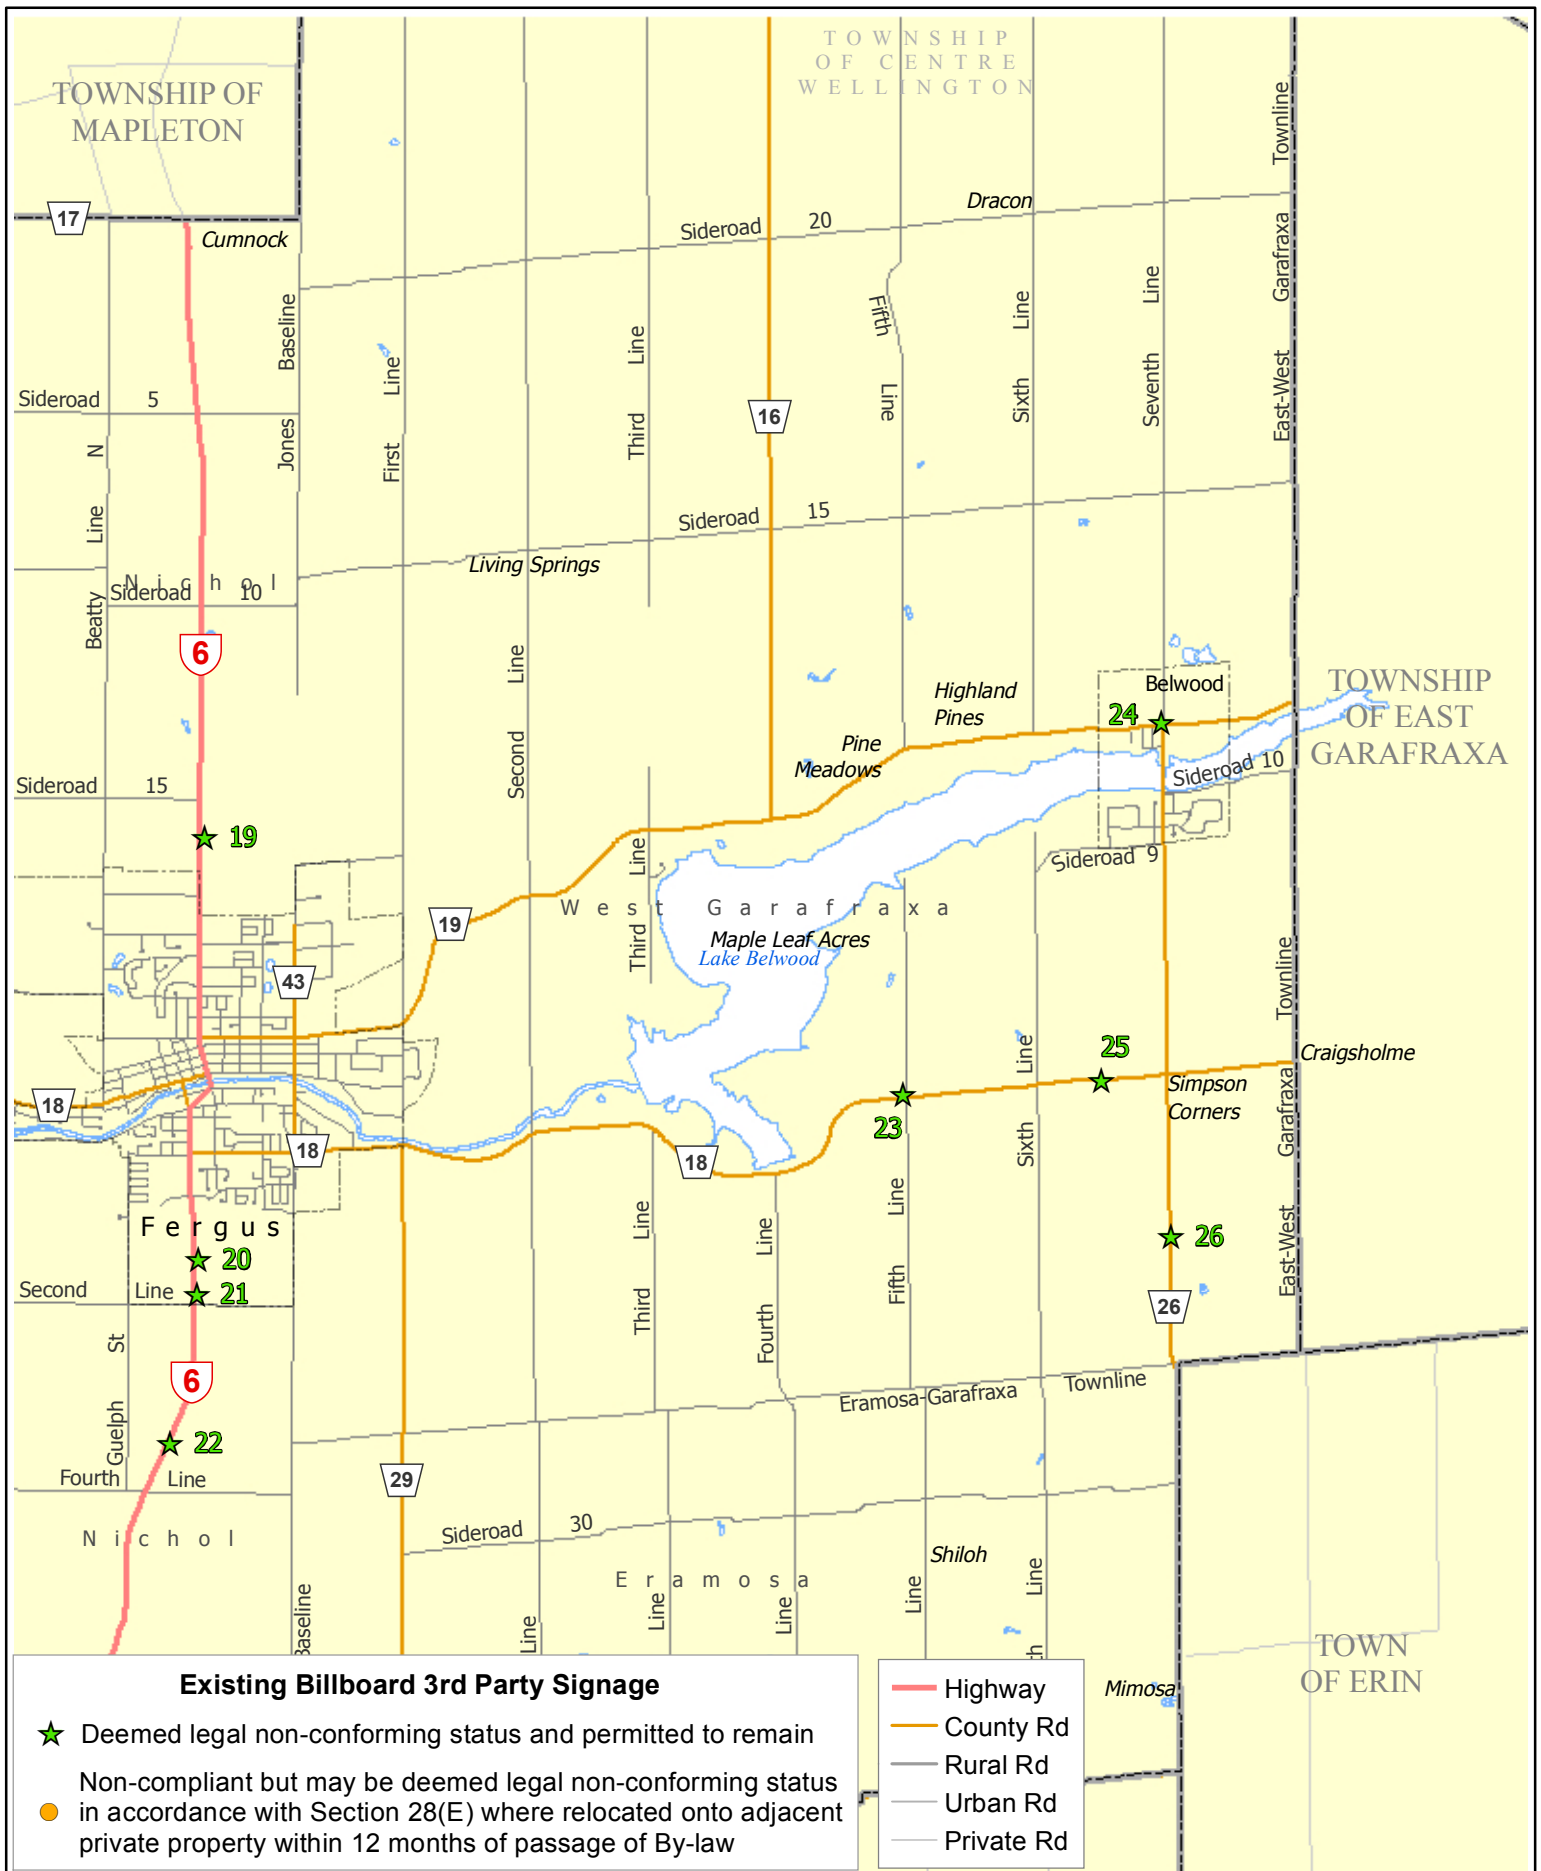 TOWNSHIP
OF CENTRE
WELLINGTON
TOWNSHIP OF
MAPLETON
Townline
17
Cumnock
Dracon
Sideroad 20
Garafraxa
Baseline
Fifth
Line
Line
Line
Line
Line
Sideroad 5
16
Line
Sixth
Seventh
East-West
N
Jones
First
Third
Line
Sideroad 15
Living Springs
Nichol
Sideroad 10
Beatty
6
Line
Second
Highland
Pines
Belwood
24
TOWNSHIP
OF EAST
GARAFRAXA
Pine
Meadows
Sideroad 10
Sideroad 15
19
Line
Sideroad 9
West Garafraxa
19
Third
Maple Leaf Acres
Lake Belwood
43
Townline
Line
25
Craigsholme
Simpson
Corners
18
23
Garafraxa
Sixth
18
18
Line
Line
Line
Fergus
20
26
Second Line
21
Third
Fourth
Fifth
East-West
26
St
6
Eramosa-Garafraxa Townline
Guelph
22
Fourth Line
29
Nichol
Sideroad 30
Shiloh
Eramosa
Baseline
Line
Line
Line
Line
Line
th
TOWN
OF ERIN
Mimosa
Existing Billboard 3rd Party Signage
Deemed legal non-conforming status and permitted to remain
Non-compliant but may be deemed legal non-conforming status
in accordance with Section 28(E) where relocated onto adjacent
private property within 12 months of passage of By-law
Highway
County Rd
Rural Rd
Urban Rd
Private Rd